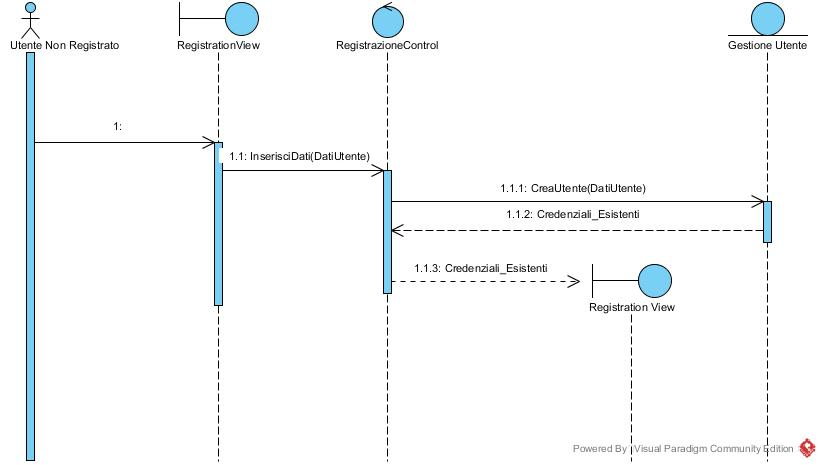 Utente Non Registrato
RegistrationView
RegistrazioneControl
Gestione Utente
1:
1.1: InserisciDati(DatiUtente)
1.1.1: CreaUtente(DatiUtente)
1.1.2: Credenziali_Esistenti
1.1.3: Credenziali_Esistenti
Registration View
Powered By Visual Paradigm Community Edition